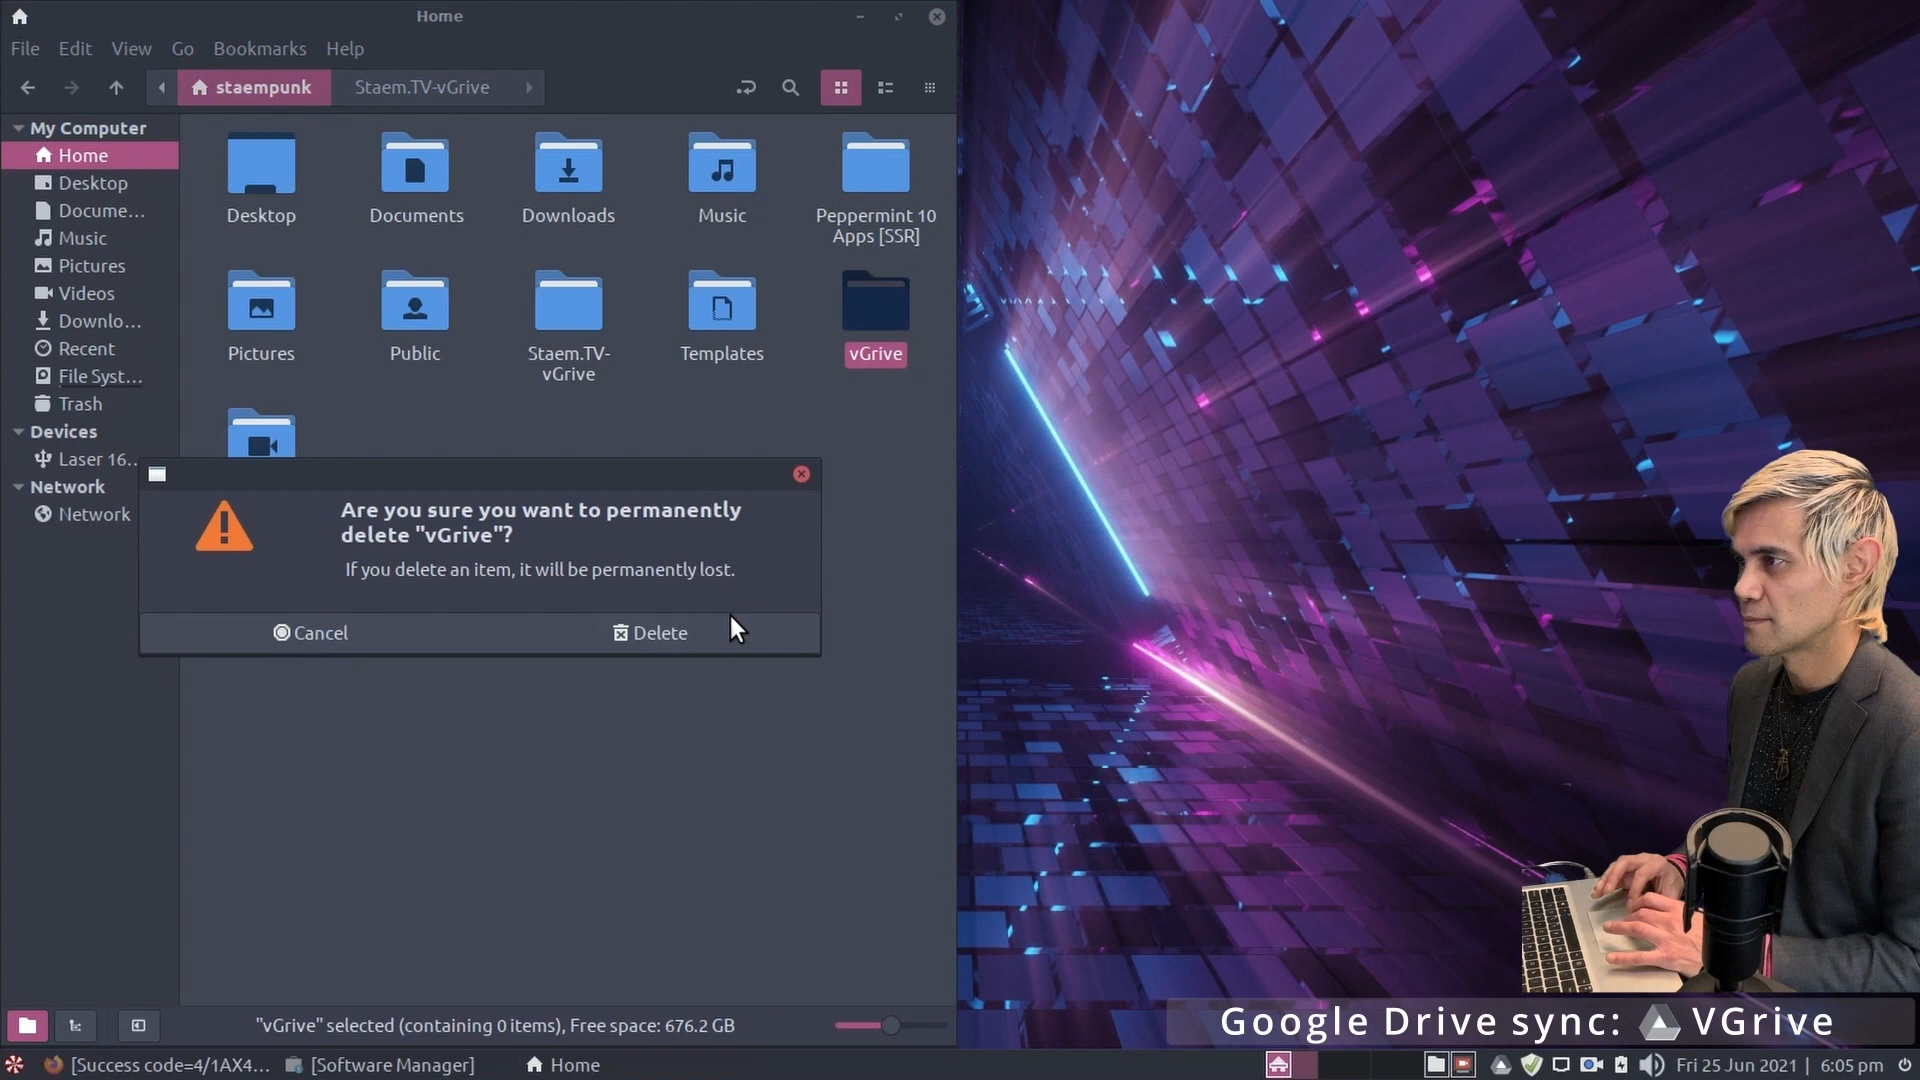 Home
File Edit View Go Bookmarks Help
staempunk Staem.TV-vGrive
My Computer
Home
Desktop
Docume...
Music
Pictures
Videos
Downlo...
Recent
File Syst...
Trash
Devices
Laser 16...
Network
Network
Desktop Documents Downloads Music Peppermint 10
Apps [SSR]
Pictures Public Staem.TV- Templates vGrive
vGrive
Are you sure you want to permanently
delete "vGrive"?
If you delete an item, it will be permanently lost.
Cancel Delete
"vGrive" selected (containing 0 items), Free space: 676.2 GB
Google Drive sync: VGrive
[Success code=4/1AX4... [Software Manager] Home Fri 25 Jun 2021 | 6:05 pm